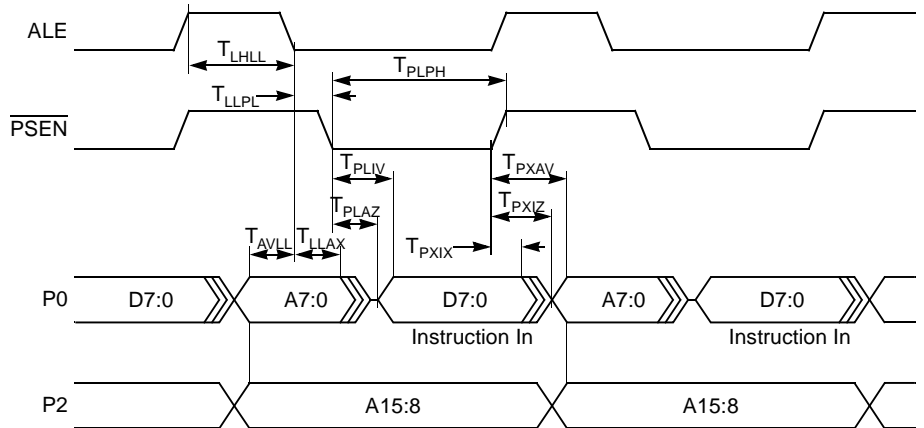 ALE
TLHLL
TPLPH
TLLPL
PSEN
TPLIV
TPXAV
TPLAZ
TPXIZ
TAVLL
TLLAX
TPXIX
P0
D7:0
A7:0
D7:0
A7:0
D7:0
Instruction In
Instruction In
P2
A15:8
A15:8